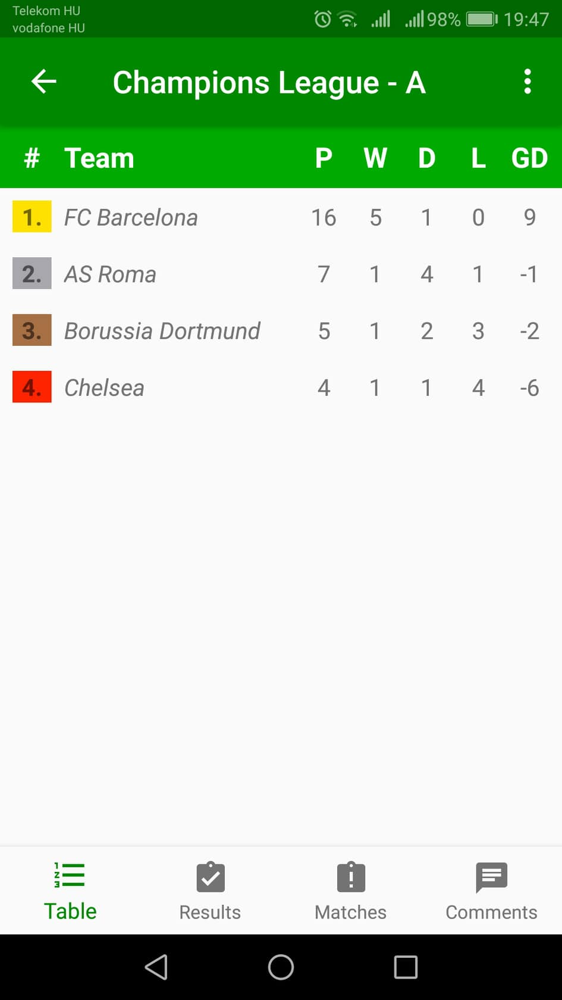 Telekom HU
vodafone HU
98% 19:47
Champions League - A
# Team P W D L GD
1. FC Barcelona 16 5 1 0 9
2. AS Roma 7 1 4 1 -1
3. Borussia Dortmund 5 1 2 3 -2
4. Chelsea 4 1 1 4 -6
Table Results Matches Comments